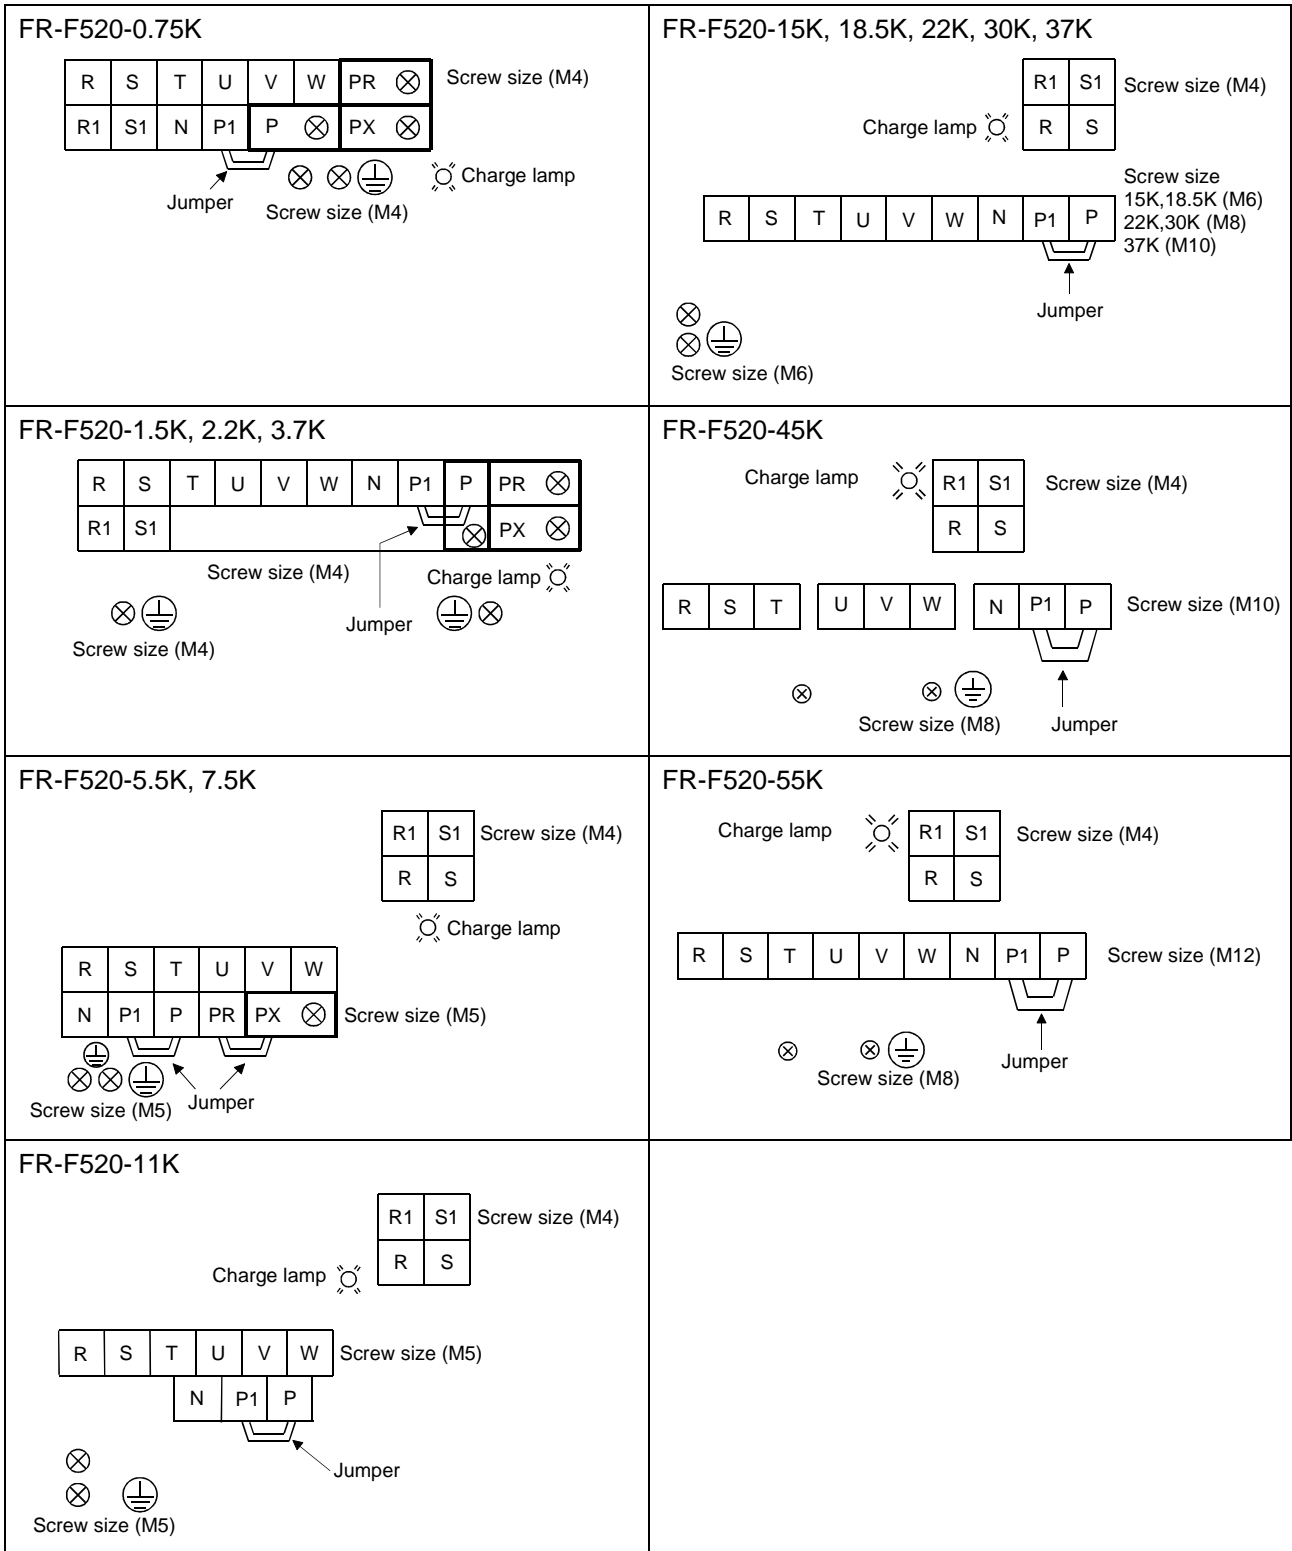 FR-F520-0.75K
R S T U V W PR Screw size (M4)
R1 S1 N P1 P PX
Charge lamp
Jumper
Screw size (M4)
FR-F520-15K, 18.5K, 22K, 30K, 37K
R1 S1 Screw size (M4)
Charge lamp R S
Screw size
15K,18.5K (M6)
R S T U V W N P1 P 22K,30K (M8)
37K (M10)
Jumper
Screw size (M6)
FR-F520-1.5K, 2.2K, 3.7K
R S T U V W N P1 P PR
R1 S1 PX
Screw size (M4) Charge lamp
Jumper
Screw size (M4)
FR-F520-45K
Charge lamp R1 S1 Screw size (M4)
R S
R S T U V W N P1 P Screw size (M10)
Screw size (M8) Jumper
FR-F520-5.5K, 7.5K
R1 S1 Screw size (M4)
R S
Charge lamp
R S T U V W
N P1 P PR PX Screw size (M5)
Screw size (M5) Jumper
FR-F520-55K
Charge lamp R1 S1 Screw size (M4)
R S
R S T U V W N P1 P Screw size (M12)
Jumper
Screw size (M8)
FR-F520-11K
R1 S1 Screw size (M4)
Charge lamp R S
R S T U V W Screw size (M5)
N P1 P
Jumper
Screw size (M5)